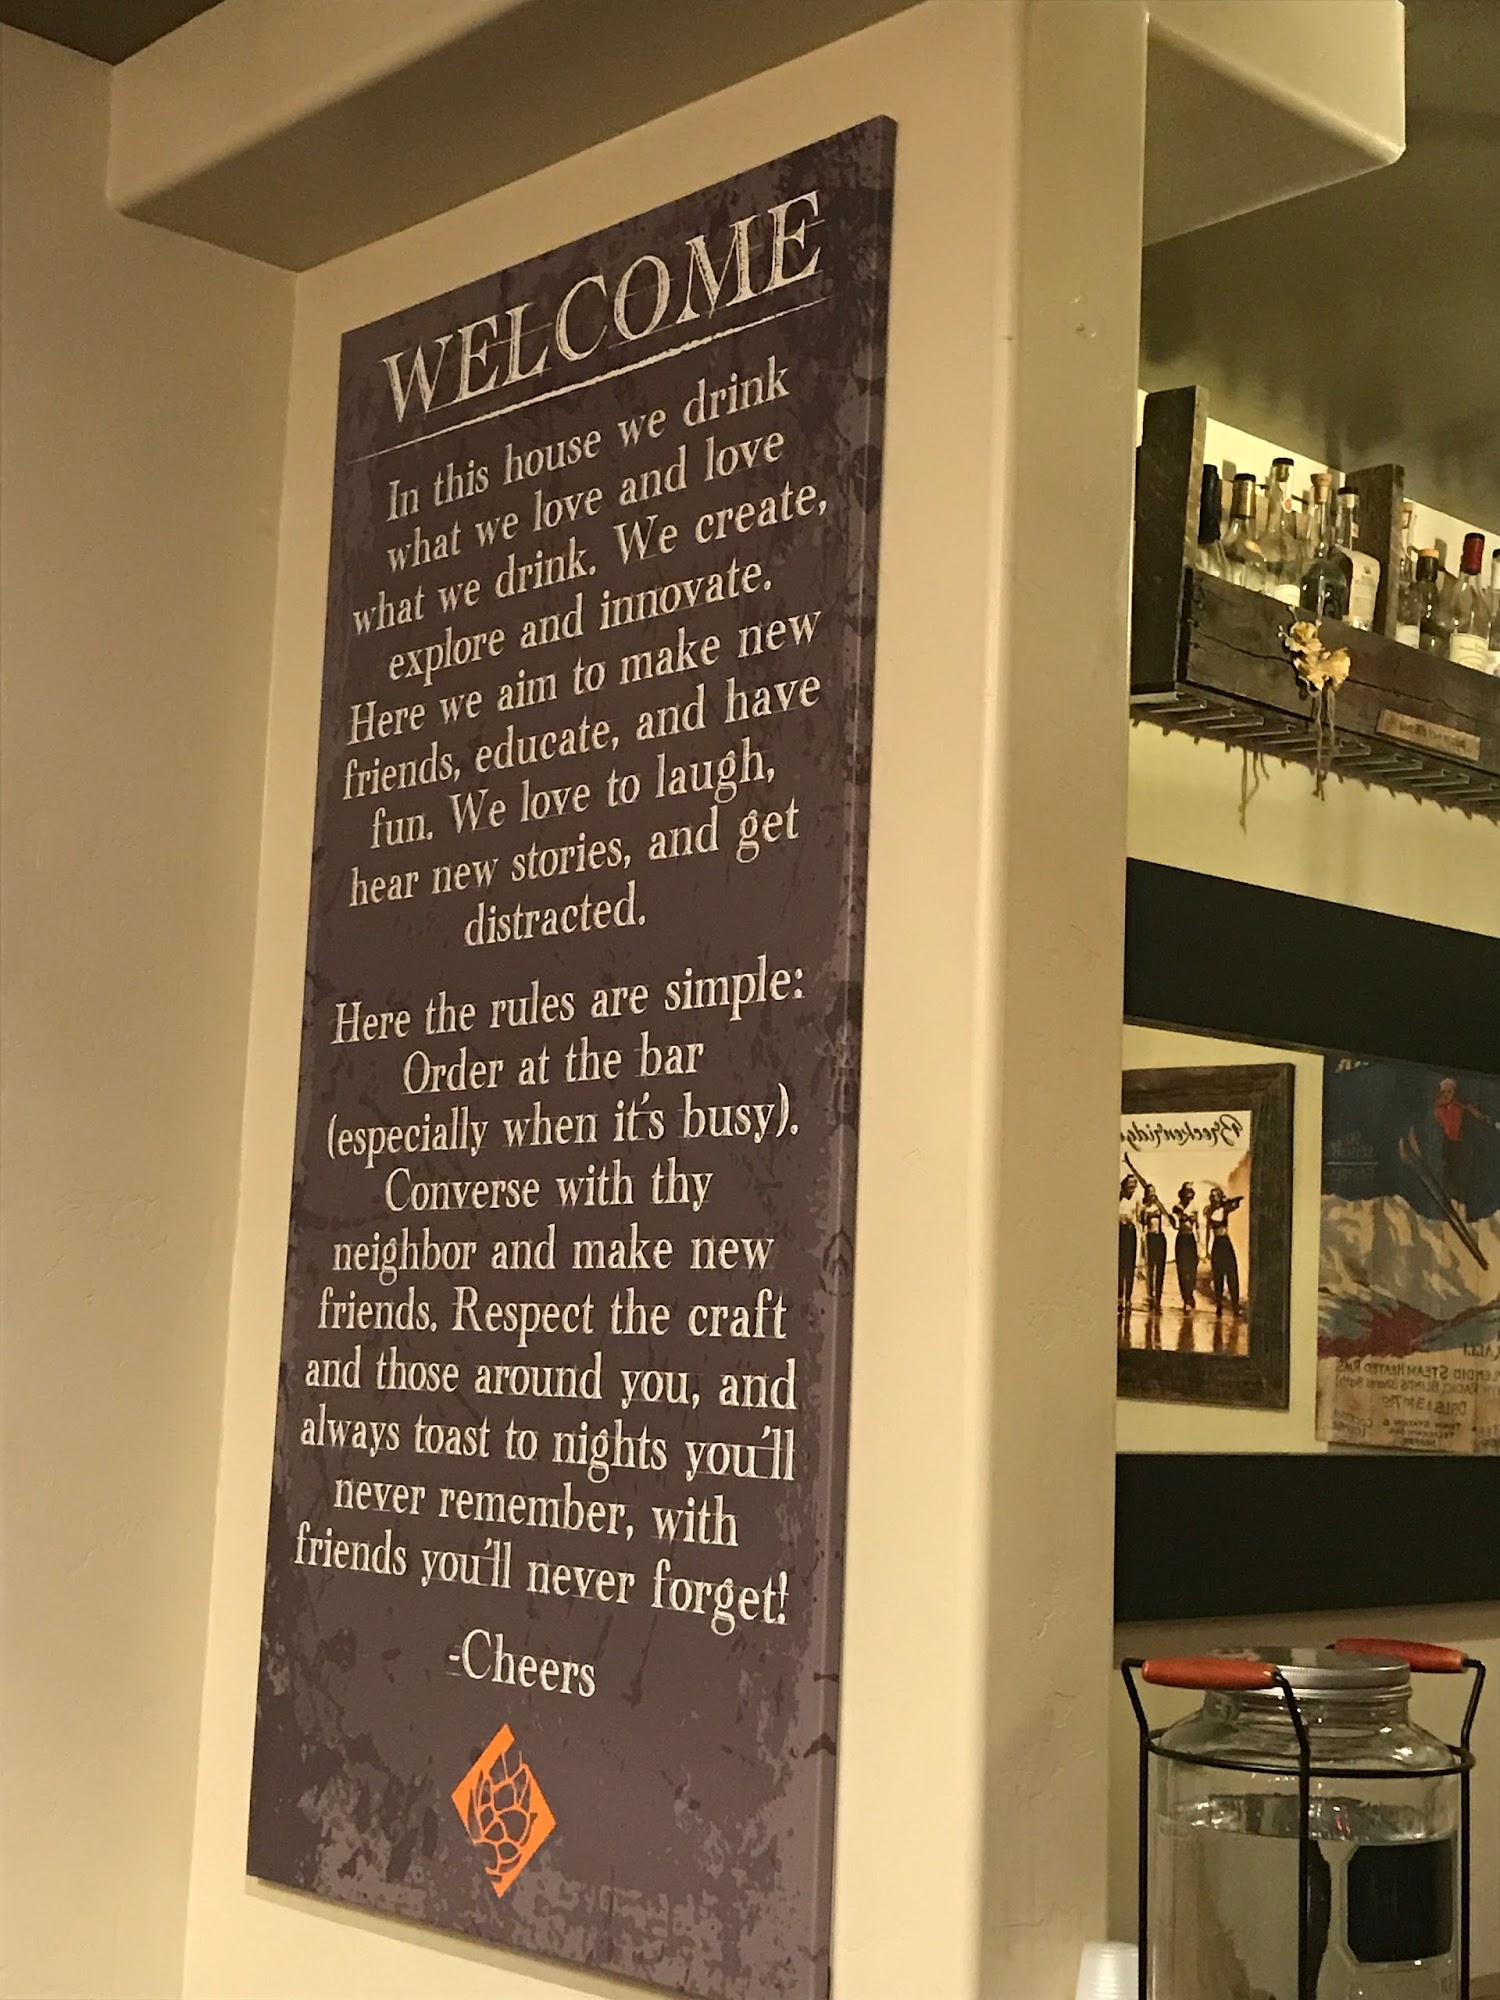 WELCOME
In this house we drink
what we love and love
what we drink. We create,
explore and innovate.
Here we aim to make new
friends, educate, and have
fun. We love to laugh,
hear new stories, and get
distracted.
Here the rules are simple:
Order at the bar
(especially when it's busy).
Converse with thy
neighbor and make new
friends. Respect the craft
and those around you, and
always toast to nights you'll
never remember, with
friends you'll never forget!
-Cheers
Breckenridge
STEAM HEATED RMS